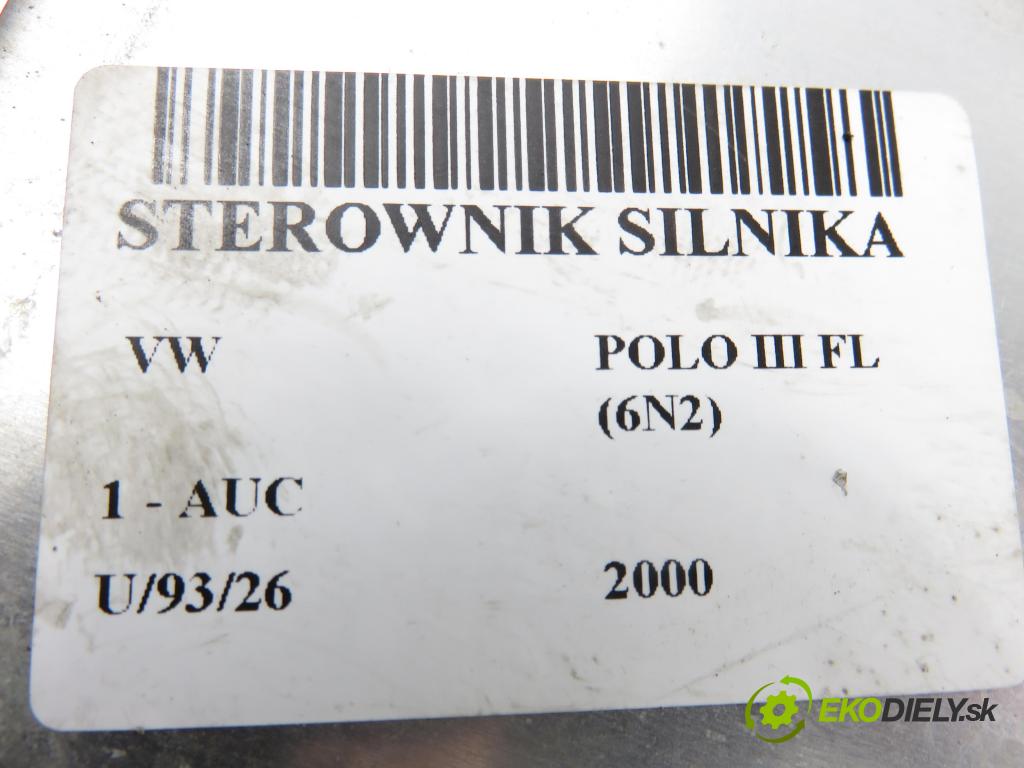 STEROWNIK SILNIKA
VW POLO III FL
(6N2)
1 - AUC
U/93/26 2000
EKODIELY.sk